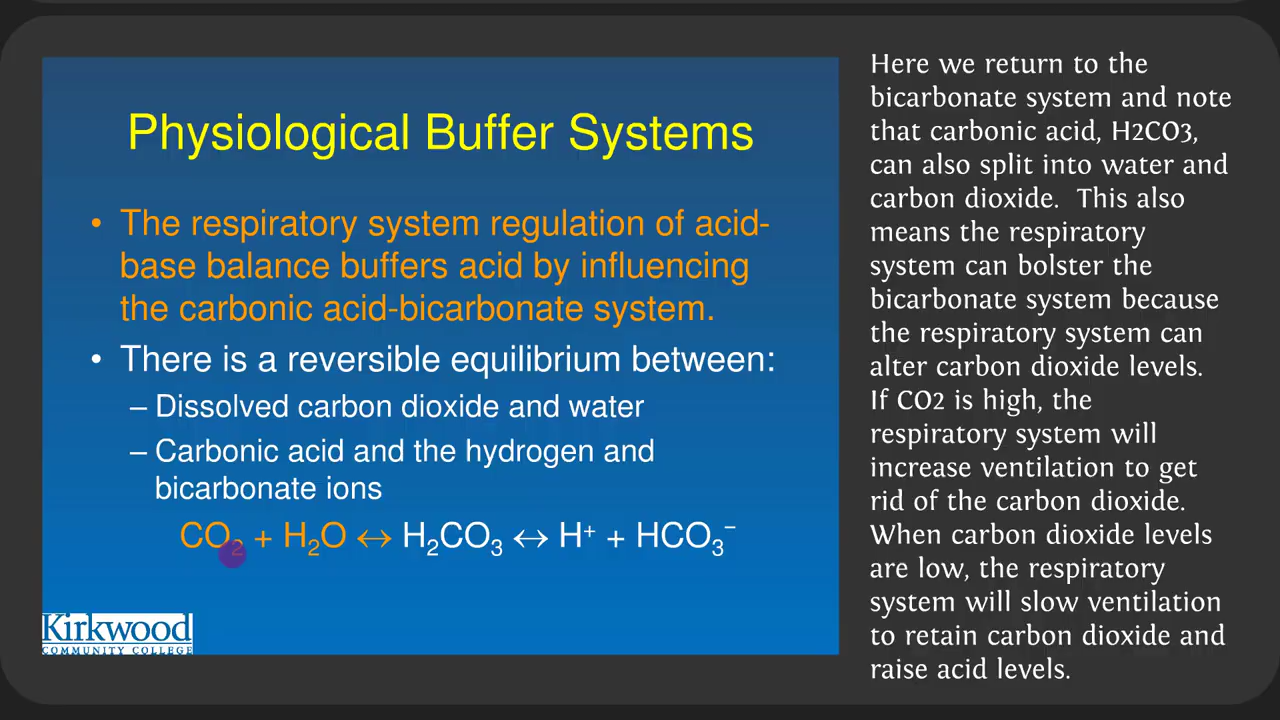 Physiological Buffer Systems
• The respiratory system regulation of acid-
base balance buffers acid by influencing
the carbonic acid-bicarbonate system.
• There is a reversible equilibrium between:
– Dissolved carbon dioxide and water
– Carbonic acid and the hydrogen and
bicarbonate ions
CO₂ + H₂O ↔ H₂CO₃ ↔ H⁺ + HCO₃⁻
Kirkwood
COMMUNITY COLLEGE
Here we return to the
bicarbonate system and note
that carbonic acid, H2CO3,
can also split into water and
carbon dioxide.  This also
means the respiratory
system can bolster the
bicarbonate system because
the respiratory system can
alter carbon dioxide levels.
If CO2 is high, the
respiratory system will
increase ventilation to get
rid of the carbon dioxide.
When carbon dioxide levels
are low, the respiratory
system will slow ventilation
to retain carbon dioxide and
raise acid levels.